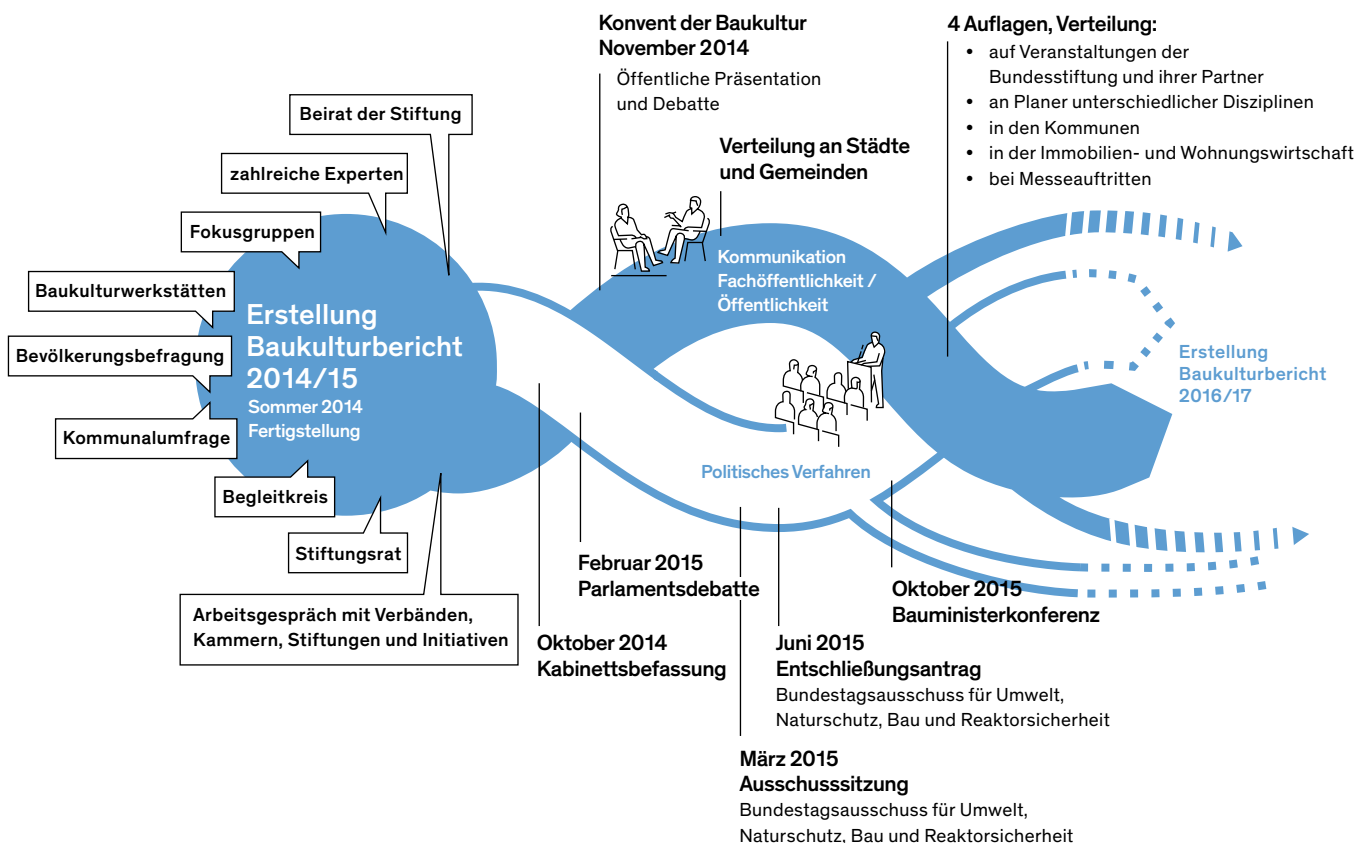 Konvent der Baukultur
November 2014
Öffentliche Präsentation
und Debatte
4 Auflagen, Verteilung:
• auf Veranstaltungen der
Bundesstiftung und ihrer Partner
• an Planer unterschiedlicher Disziplinen
• in den Kommunen
• in der Immobilien- und Wohnungswirtschaft
• bei Messeauftritten
Verteilung an Städte
und Gemeinden
Beirat der Stiftung
zahlreiche Experten
Fokusgruppen
Baukulturwerkstätten
Bevölkerungsbefragung
Kommunalumfrage
Begleitkreis
Stiftungsrat
Arbeitsgespräch mit Verbänden,
Kammern, Stiftungen und Initiativen
Erstellung
Baukulturbericht
2014/15
Sommer 2014
Fertigstellung
Kommunikation
Fachöffentlichkeit /
Öffentlichkeit
Politisches Verfahren
Erstellung
Baukulturbericht
2016/17
Oktober 2014
Kabinettsbefassung
Februar 2015
Parlamentsdebatte
März 2015
Ausschusssitzung
Bundestagsausschuss für Umwelt,
Naturschutz, Bau und Reaktorsicherheit
Juni 2015
Entschließungsantrag
Bundestagsausschuss für Umwelt,
Naturschutz, Bau und Reaktorsicherheit
Oktober 2015
Bauministerkonferenz